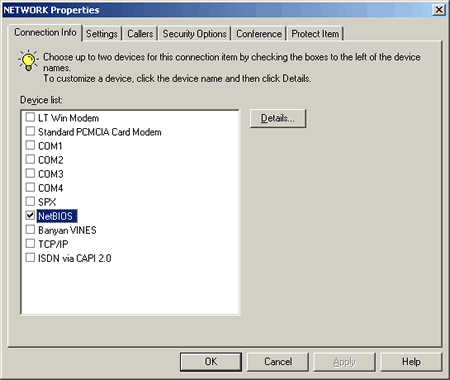 NETWORK Properties
Connection Info Settings Callers Security Options Conference Protect Item
Choose up to two devices for this connection item by checking the boxes to the left of the device
names.
To customize a device, click the device name and then click Details.
Device list:
LT Win Modem
Details...
Standard PCMCIA Card Modem
COM1
COM2
COM3
COM4
SPX
NetBIOS
Banyan VINES
TCP/IP
ISDN via CAPI 2.0
OK Cancel Apply Help